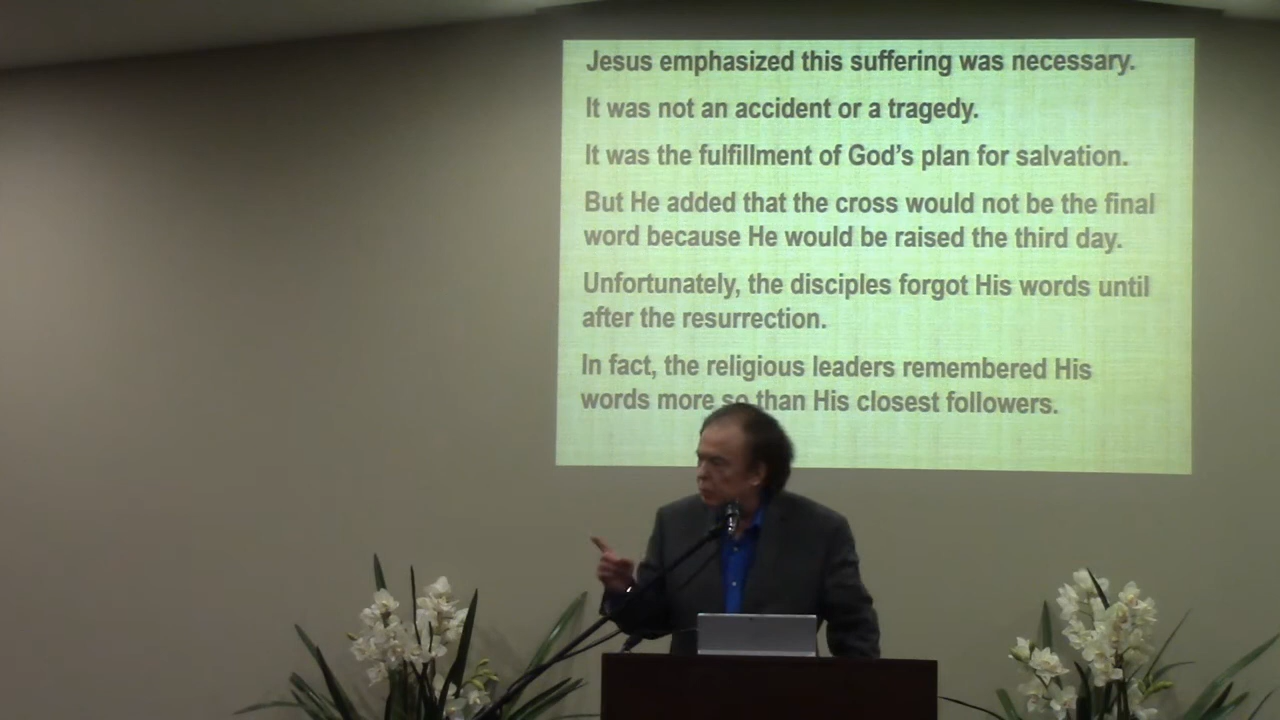 Jesus emphasized this suffering was necessary.
It was not an accident or a tragedy.
It was the fulfillment of God's plan for salvation.
But He added that the cross would not be the final
word because He would be raised the third day.
Unfortunately, the disciples forgot His words until
after the resurrection.
In fact, the religious leaders remembered His
words more so than His closest followers.